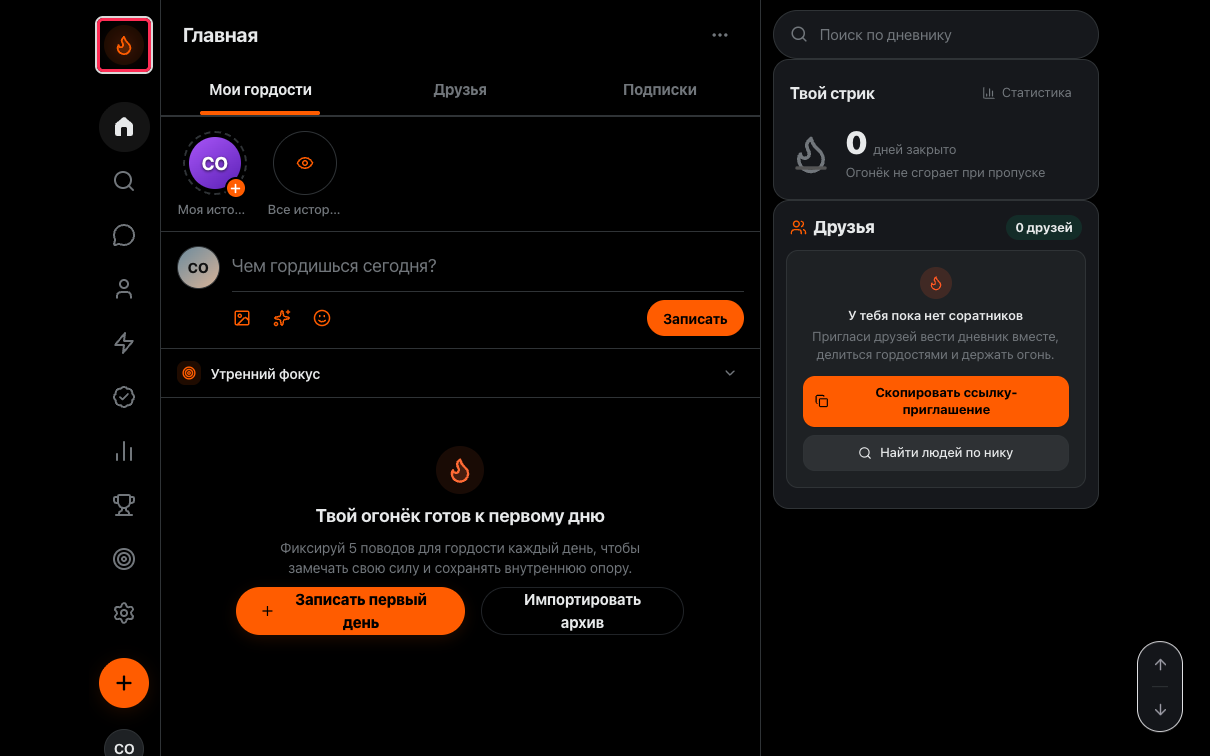 Главная
Мои гордости
Друзья
Подписки
CO
Моя исто...
Все истор...
CO
Чем гордишься сегодня?
Записать
Утренний фокус
Твой огонёк готов к первому дню
Фиксируй 5 поводов для гордости каждый день, чтобы
замечать свою силу и сохранять внутреннюю опору.
Записать первый
день
Импортировать
архив
Поиск по дневнику
Твой стрик
Статистика
0 дней закрыто
Огонёк не сгорает при пропуске
Друзья
0 друзей
У тебя пока нет соратников
Пригласи друзей вести дневник вместе,
делиться гордостями и держать огонь.
Скопировать ссылку-
приглашение
Найти людей по нику
CO